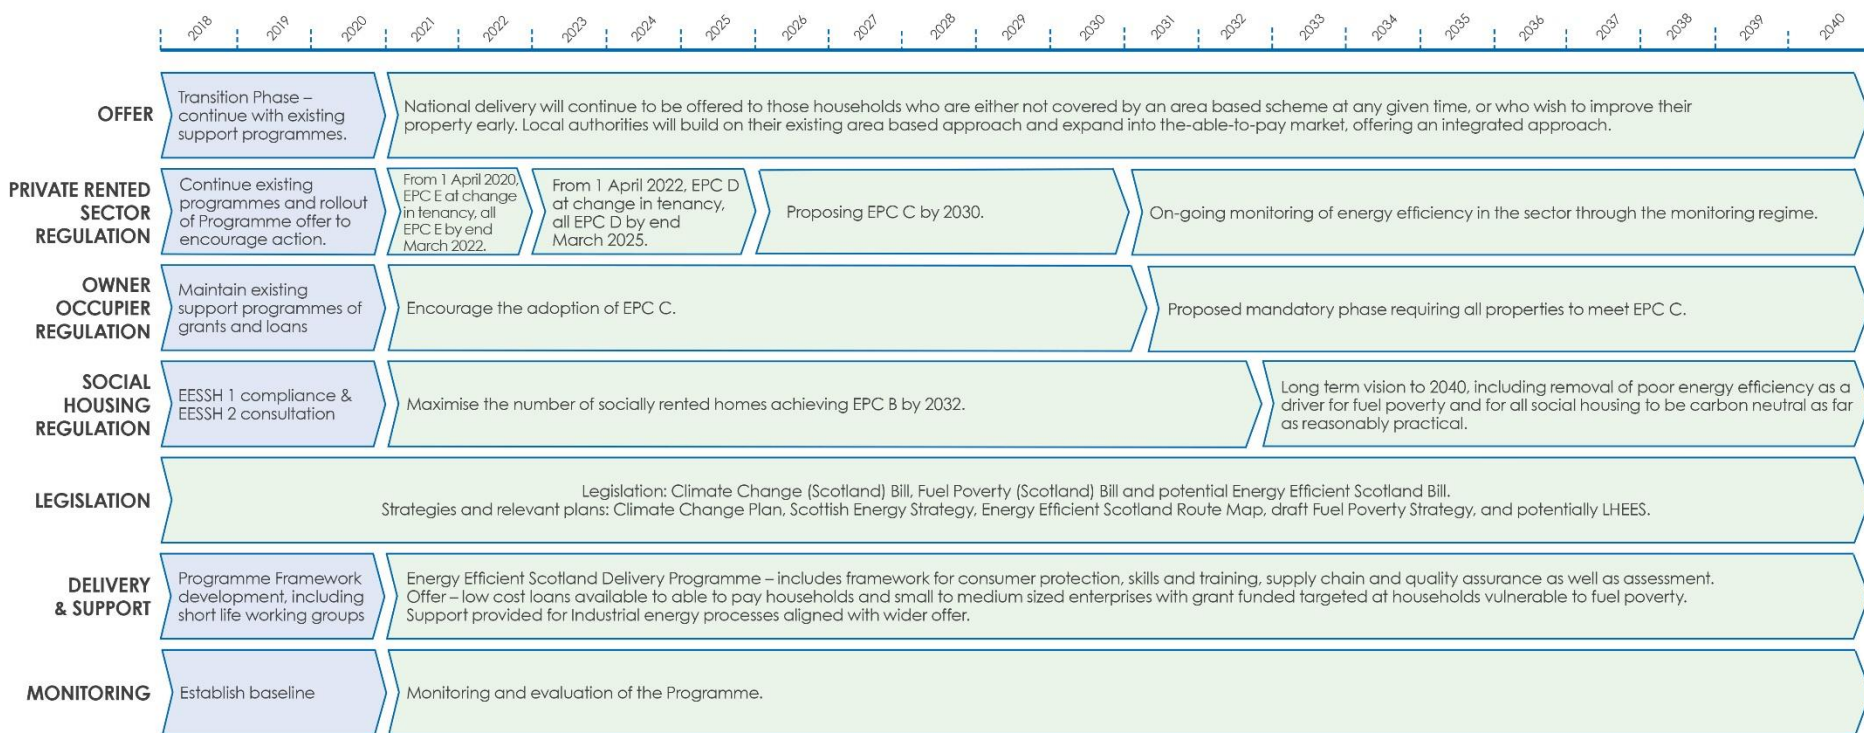 2018 2019 2020 2021 2022 2023 2024 2025 2026 2027 2028 2029 2030 2031 2032 2033 2034 2035 2036 2037 2038 2039 2040
OFFER
Transition Phase –
continue with existing
support programmes.
National delivery will continue to be offered to those households who are either not covered by an area based scheme at any given time, or who wish to improve their
property early. Local authorities will build on their existing area based approach and expand into the-able-to-pay market, offering an integrated approach.
PRIVATE RENTED
SECTOR
REGULATION
Continue existing
programmes and rollout
of Programme offer to
encourage action.
From 1 April 2020,
EPC E at change
in tenancy, all
EPC E by end
March 2022.
From 1 April 2022, EPC D
at change in tenancy,
all EPC D by end
March 2025.
Proposing EPC C by 2030.
On-going monitoring of energy efficiency in the sector through the monitoring regime.
OWNER
OCCUPIER
REGULATION
Maintain existing
support programmes of
grants and loans
Encourage the adoption of EPC C.
Proposed mandatory phase requiring all properties to meet EPC C.
SOCIAL
HOUSING
REGULATION
EESSH 1 compliance &
EESSH 2 consultation
Maximise the number of socially rented homes achieving EPC B by 2032.
Long term vision to 2040, including removal of poor energy efficiency as a
driver for fuel poverty and for all social housing to be carbon neutral as far
as reasonably practical.
LEGISLATION
Legislation: Climate Change (Scotland) Bill, Fuel Poverty (Scotland) Bill and potential Energy Efficient Scotland Bill.
Strategies and relevant plans: Climate Change Plan, Scottish Energy Strategy, Energy Efficient Scotland Route Map, draft Fuel Poverty Strategy, and potentially LHEES.
DELIVERY
& SUPPORT
Programme Framework
development, including
short life working groups
Energy Efficient Scotland Delivery Programme – includes framework for consumer protection, skills and training, supply chain and quality assurance as well as assessment.
Offer – low cost loans available to able to pay households and small to medium sized enterprises with grant funded targeted at households vulnerable to fuel poverty.
Support provided for Industrial energy processes aligned with wider offer.
MONITORING
Establish baseline
Monitoring and evaluation of the Programme.